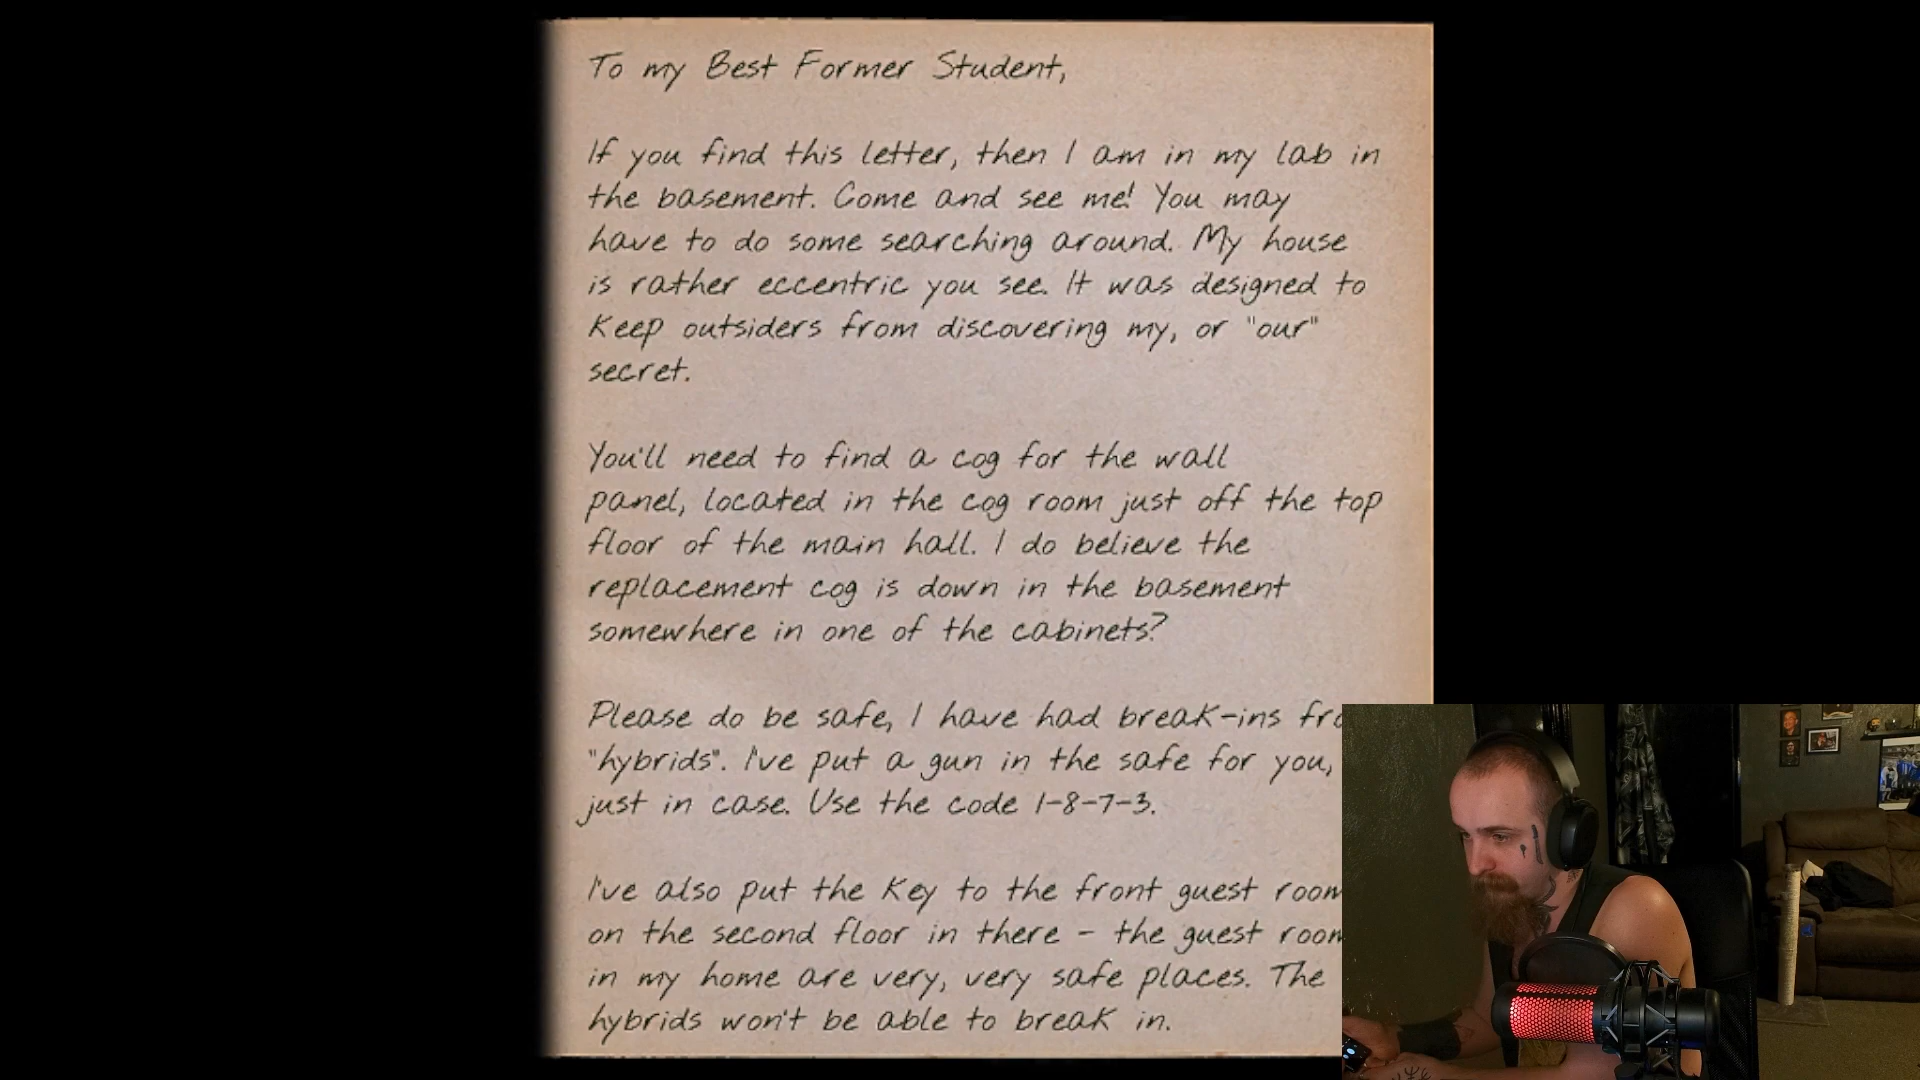 To my Best Former Student,
If you find this letter, then I am in my lab in
the basement. Come and see me! You may
have to do some searching around. My house
is rather eccentric you see. It was designed to
keep outsiders from discovering my, or "our"
secret.
You'll need to find a cog for the wall
panel, located in the cog room just off the top
floor of the main hall. I do believe the
replacement cog is down in the basement
somewhere in one of the cabinets?
Please do be safe, I have had break-ins
"hybrids". I've put a gun in the safe for you,
just in case. Use the code 1-8-7-3.
I've also put the key to the front guest room
on the second floor in there - the guest
in my home are very, very safe places. The
hybrids won't be able to break in.